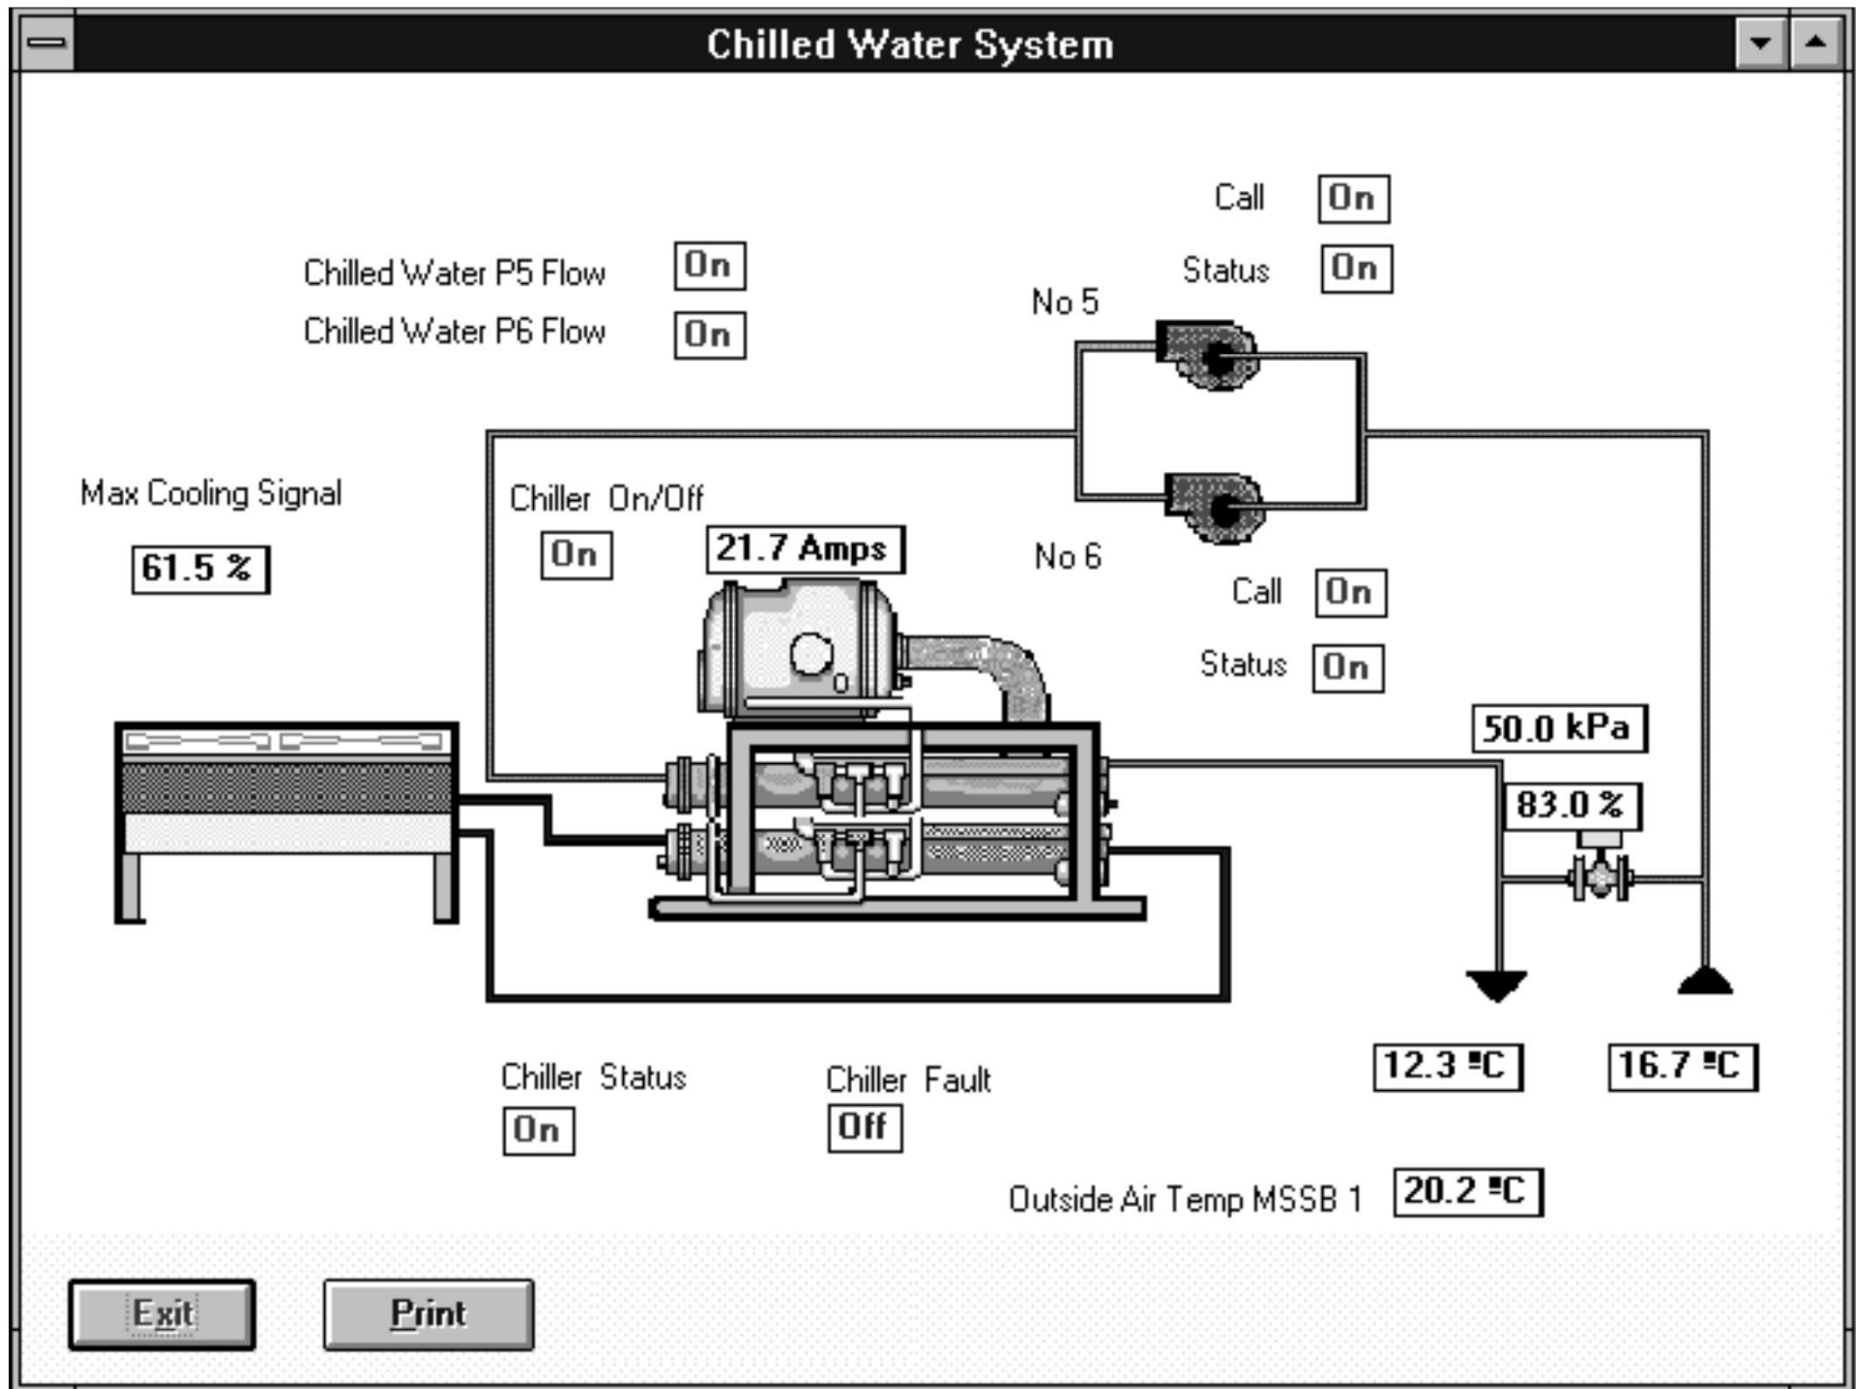 Chilled Water System
Call On
Chilled Water P5 Flow On
Status On
No 5
Chilled Water P6 Flow On
Max Cooling Signal
Chiller On/Off
61.5 %
On
21.7 Amps
No 6
Call On
Status On
50.0 kPa
83.0 %
12.3 ºC
16.7 ºC
Chiller Status
Chiller Fault
On
Off
Outside Air Temp MSSB 1 20.2 ºC
Exit
Print